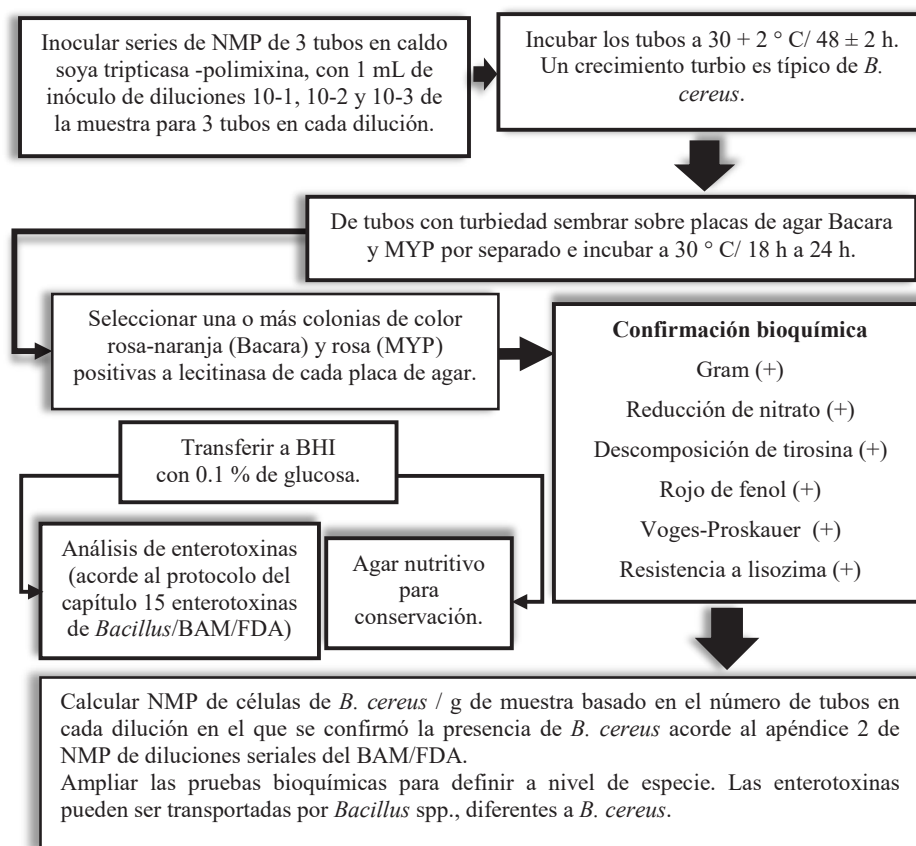 Inocular series de NMP de 3 tubos en caldo
soya tripticasa -polimixina, con 1 mL de
inóculo de diluciones 10-1, 10-2 y 10-3 de
la muestra para 3 tubos en cada dilución.
Incubar los tubos a 30 + 2 ° C/ 48 ± 2 h.
Un crecimiento turbio es típico de B.
cereus.
De tubos con turbiedad sembrar sobre placas de agar Bacara
y MYP por separado e incubar a 30 ° C/ 18 h a 24 h.
Seleccionar una o más colonias de color
rosa-naranja (Bacara) y rosa (MYP)
positivas a lecitinasa de cada placa de agar.
Confirmación bioquímica
Gram (+)
Reducción de nitrato (+)
Descomposición de tirosina (+)
Rojo de fenol (+)
Voges-Proskauer (+)
Resistencia a lisozima (+)
Transferir a BHI
con 0.1 % de glucosa.
Análisis de enterotoxinas
(acorde al protocolo del
capítulo 15 enterotoxinas
de Bacillus/BAM/FDA)
Agar nutritivo
para
conservación.
Calcular NMP de células de B. cereus / g de muestra basado en el número de tubos en
cada dilución en el que se confirmó la presencia de B. cereus acorde al apéndice 2 de
NMP de diluciones seriales del BAM/FDA.
Ampliar las pruebas bioquímicas para definir a nivel de especie. Las enterotoxinas
pueden ser transportadas por Bacillus spp., diferentes a B. cereus.